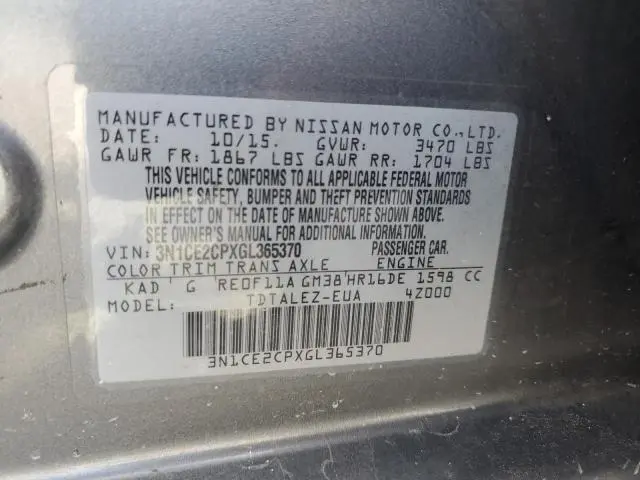 MANUFACTURED BY NISSAN MOTOR CO., LTD.
DATE: 10/15. GVWR: 3470 LBS
GAWR FR: 1867 LBS GAWR RR: 1704 LBS
THIS VEHICLE CONFORMS TO ALL APPLICABLE FEDERAL MOTOR
VEHICLE SAFETY, BUMPER AND THEFT PREVENTION STANDARDS
IN EFFECT ON THE DATE OF MANUFACTURE SHOWN ABOVE.
SEE OWNER'S MANUAL FOR ADDITIONAL INFORMATION.
VIN: 3N1CE2CPXGL365370 PASSENGER CAR.
COLOR TRIM TRANS AXLE ENGINE
KAD ' G RE0F11A GM38'HR16DE 1598 CC
MODEL: TDTALEZ-EUA 4Z000
3N1CE2CPXGL365370